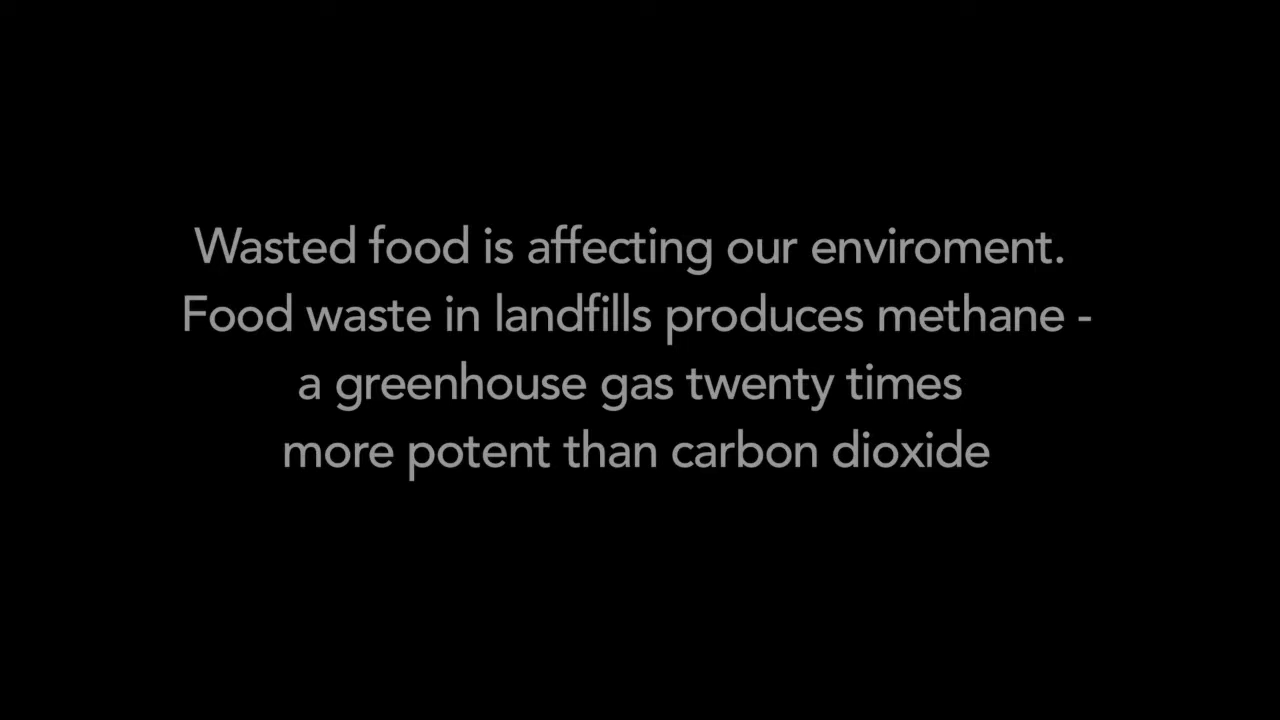 Wasted food is affecting our enviroment.
Food waste in landfills produces methane -
a greenhouse gas twenty times
more potent than carbon dioxide